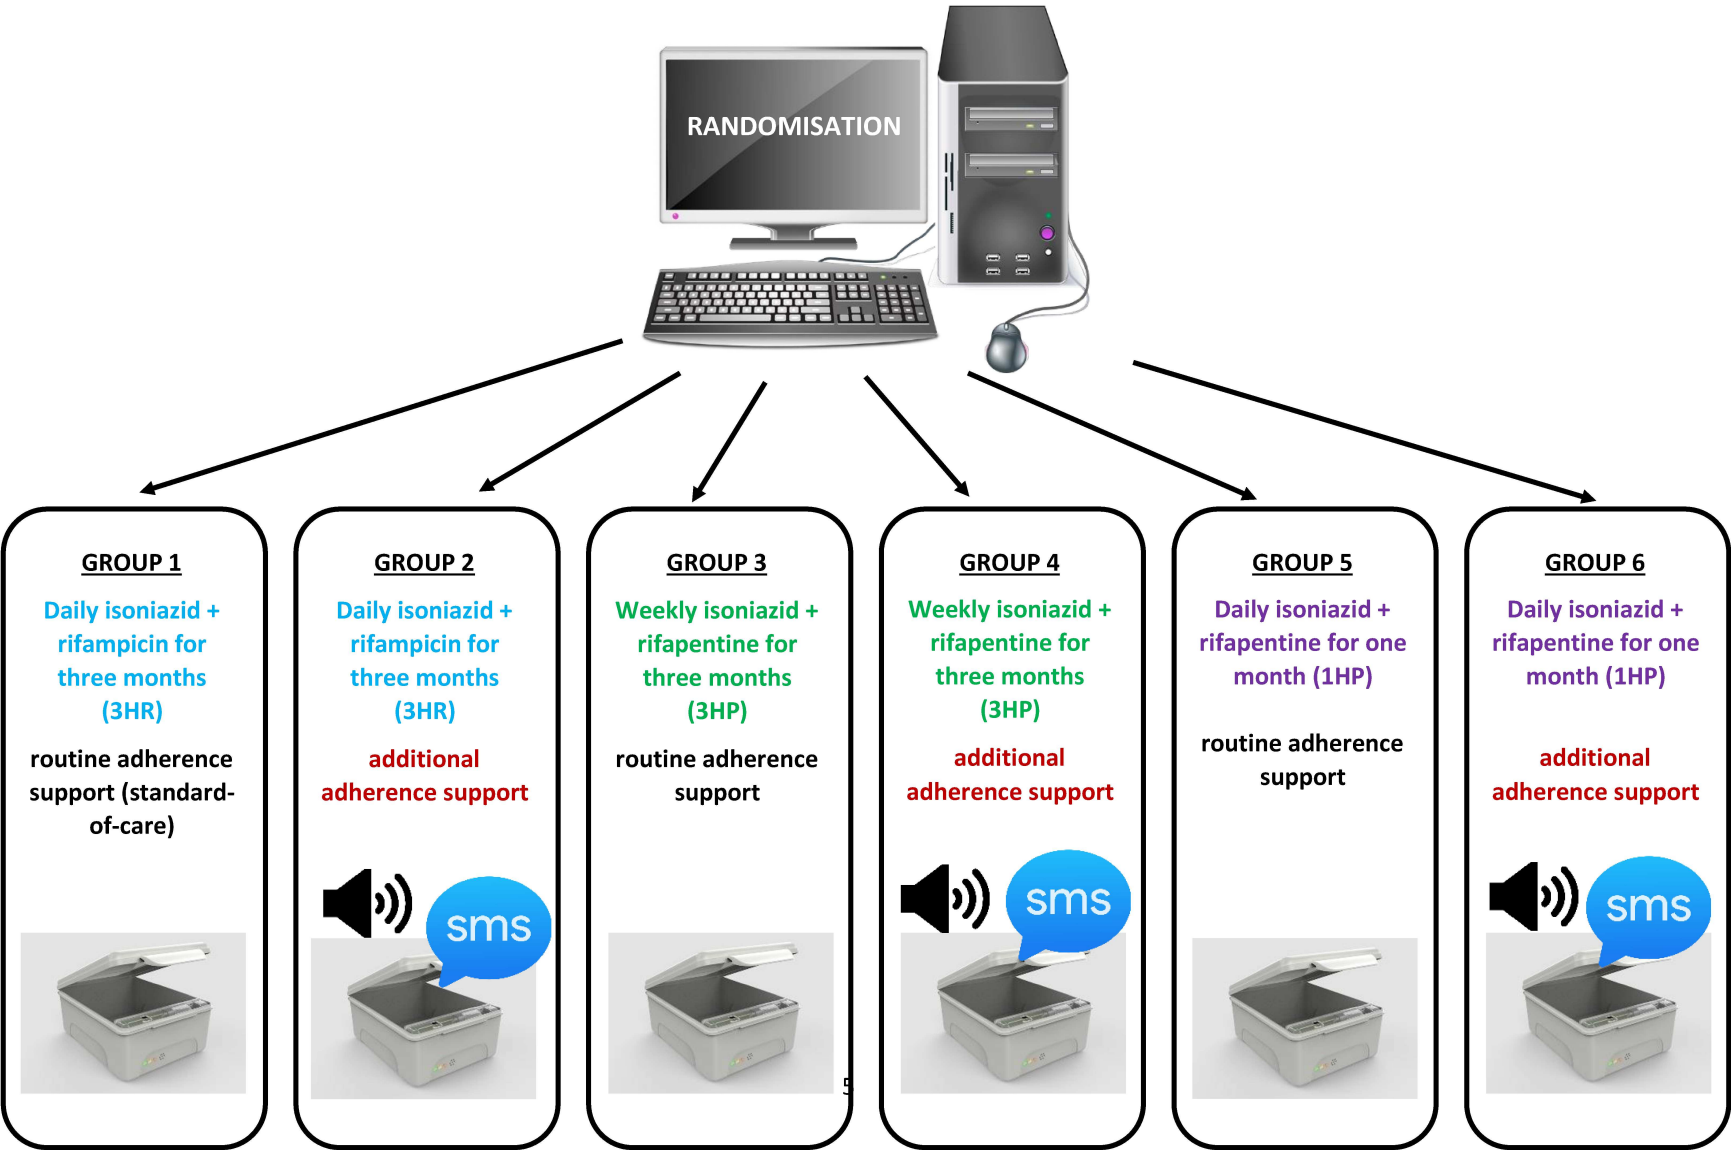 RANDOMISATION
GROUP 1
Daily isoniazid +
rifampicin for
three months
(3HR)
routine adherence
support (standard-
of-care)
GROUP 2
Daily isoniazid +
rifampicin for
three months
(3HR)
additional
adherence support
sms
GROUP 3
Weekly isoniazid +
rifapentine for
three months
(3HP)
routine adherence
support
GROUP 4
Weekly isoniazid +
rifapentine for
three months
(3HP)
additional
adherence support
sms
GROUP 5
Daily isoniazid +
rifapentine for one
month (1HP)
routine adherence
support
GROUP 6
Daily isoniazid +
rifapentine for one
month (1HP)
additional
adherence support
sms